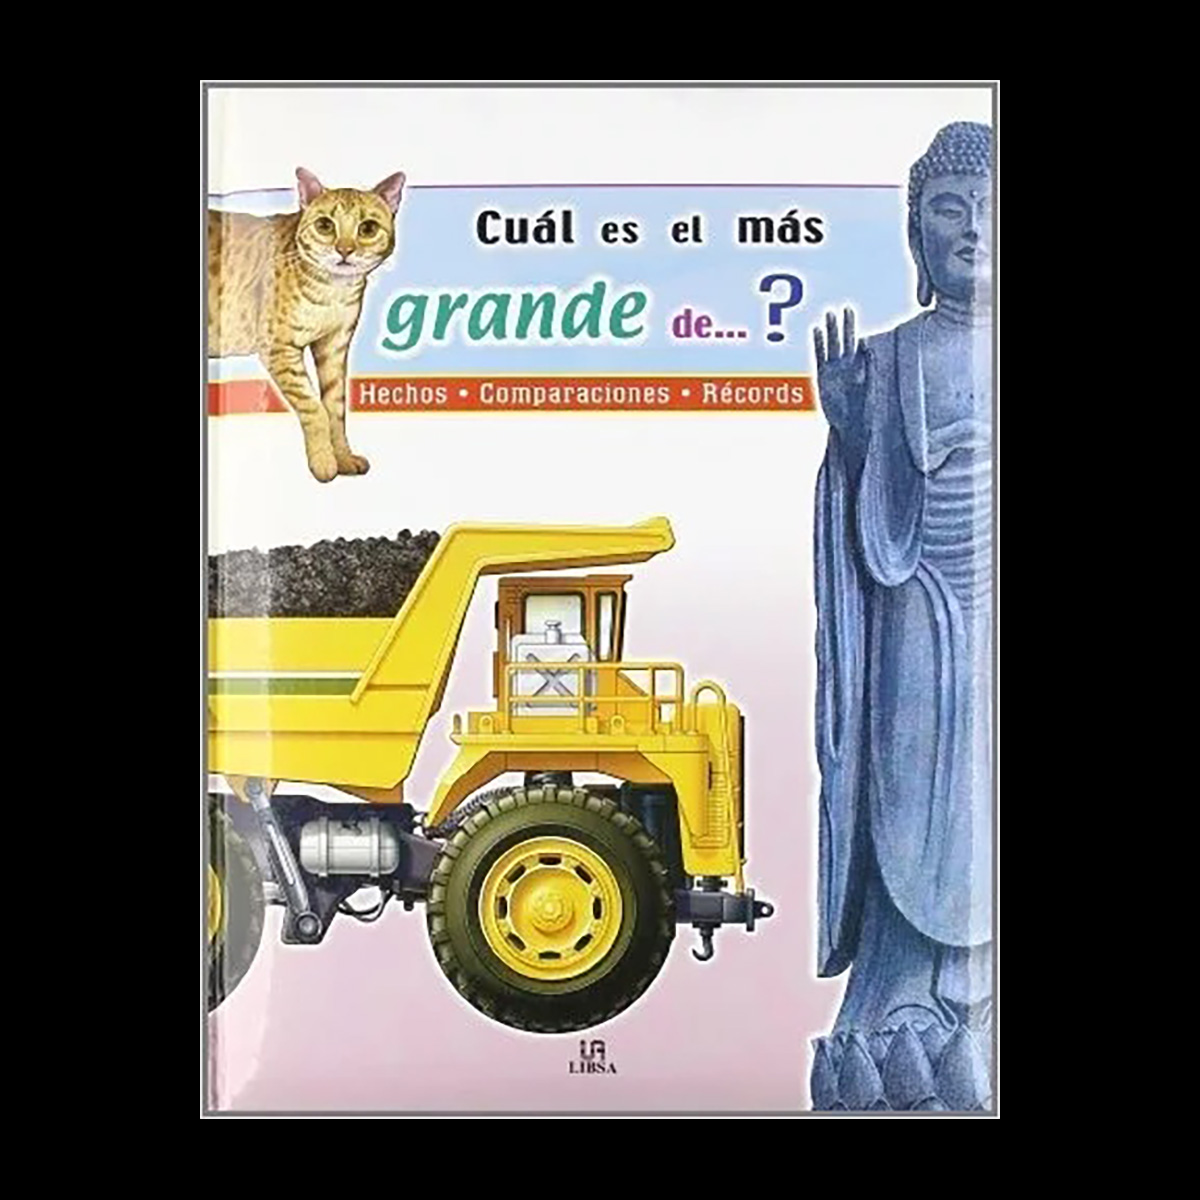 Cuál es el más
grande de...?
Hechos • Comparaciones • Récords
LIBSA